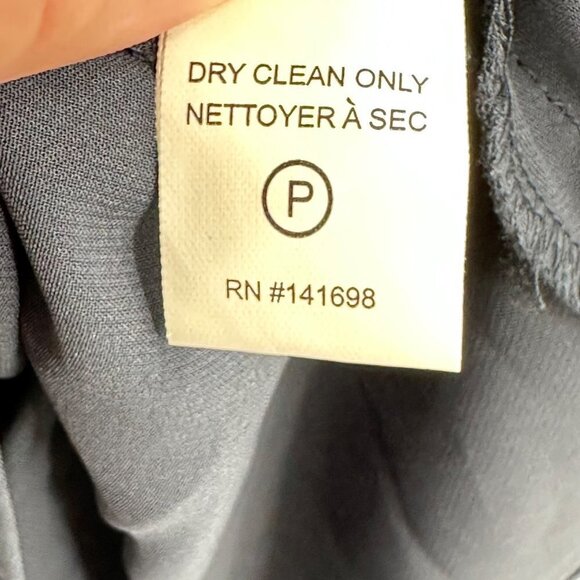 DRY CLEAN ONLY
NETTOYER À SEC
P
RN #141698